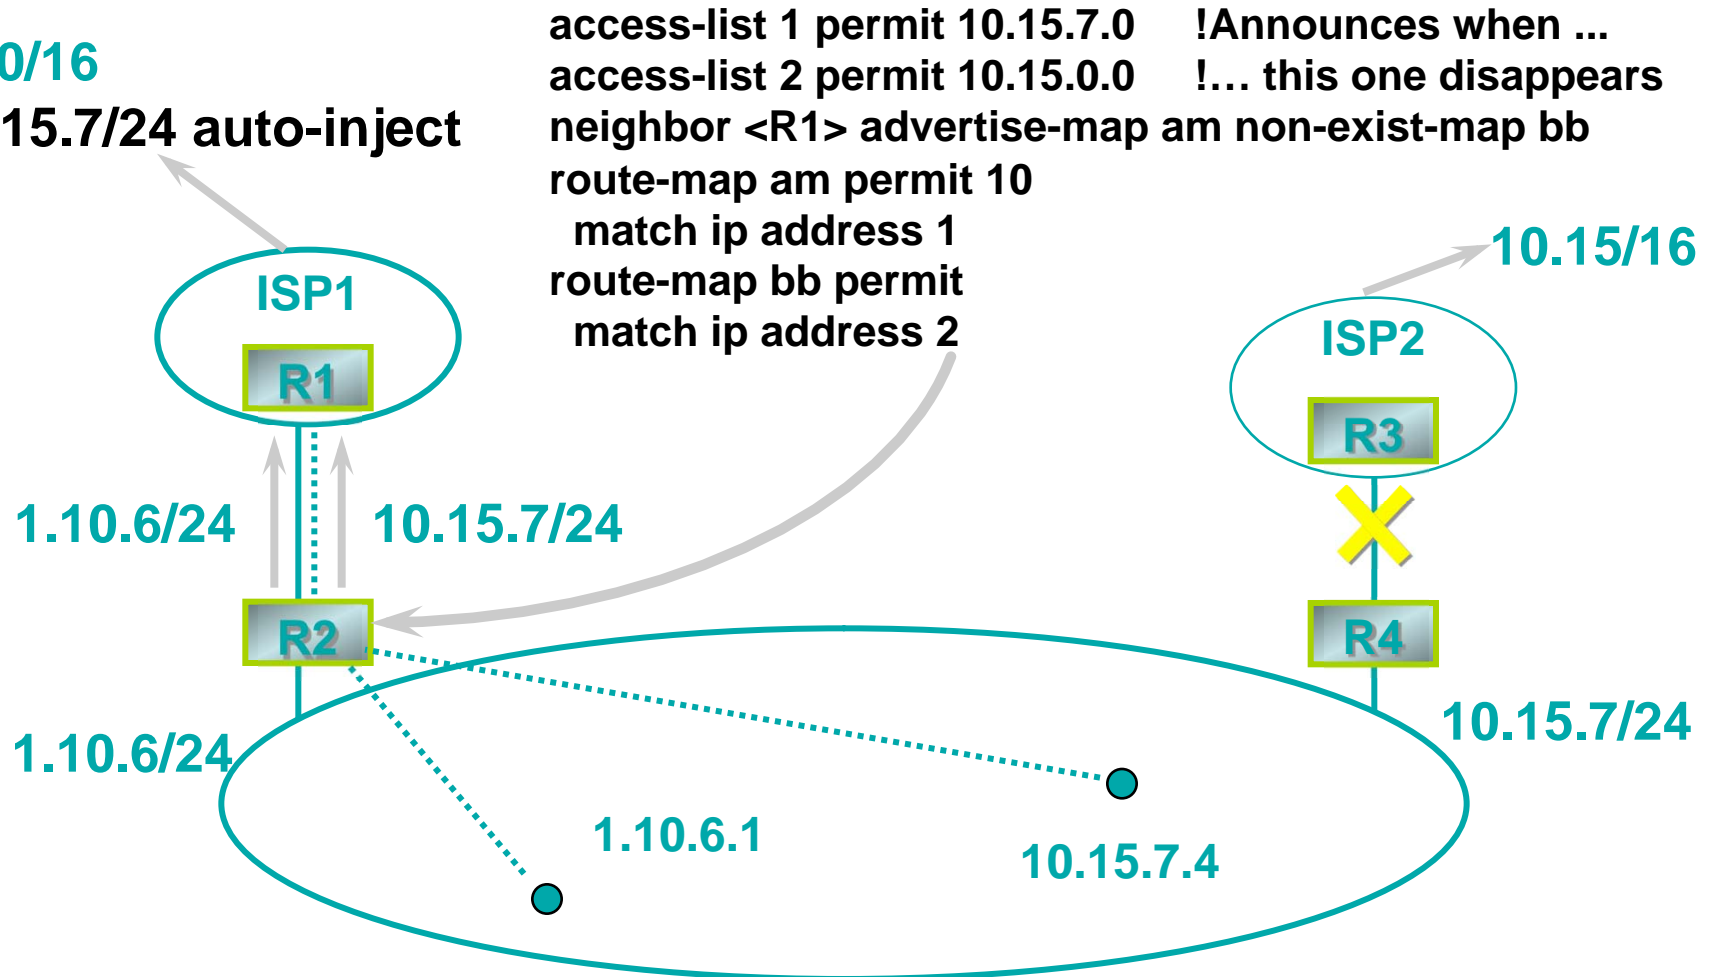 access-list 1 permit 10.15.7.0 !Announces when ...
access-list 2 permit 10.15.0.0 !... this one disappears
neighbor <R1> advertise-map am non-exist-map bb
route-map am permit 10
match ip address 1
route-map bb permit
match ip address 2
0/16
15.7/24 auto-inject
10.15/16
ISP1
R1
ISP2
R3
1.10.6/24
10.15.7/24
R2
R4
1.10.6/24
10.15.7/24
1.10.6.1
10.15.7.4